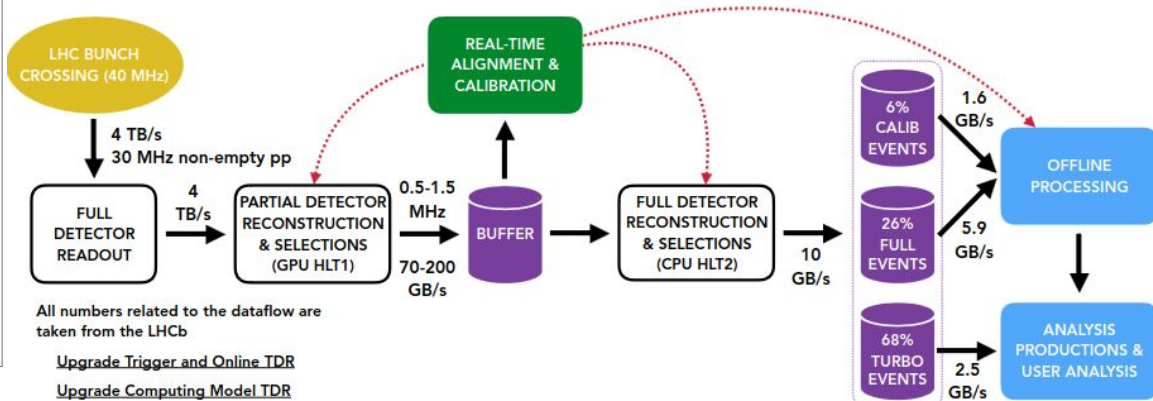 LHC BUNCH
CROSSING (40 MHz)
4 TB/s
30 MHz non-empty pp
FULL
DETECTOR
READOUT
4
TB/s
PARTIAL DETECTOR
RECONSTRUCTION
& SELECTIONS
(GPU HLT1)
0.5-1.5
MHz
70-200
GB/s
REAL-TIME
ALIGNMENT &
CALIBRATION
BUFFER
FULL DETECTOR
RECONSTRUCTION
& SELECTIONS
(CPU HLT2)
10
GB/s
6%
CALIB
EVENTS
26%
FULL
EVENTS
68%
TURBO
EVENTS
1.6
GB/s
5.9
GB/s
2.5
GB/s
OFFLINE
PROCESSING
ANALYSIS
PRODUCTIONS &
USER ANALYSIS
All numbers related to the dataflow are
taken from the LHCb
Upgrade Trigger and Online TDR
Upgrade Computing Model TDR